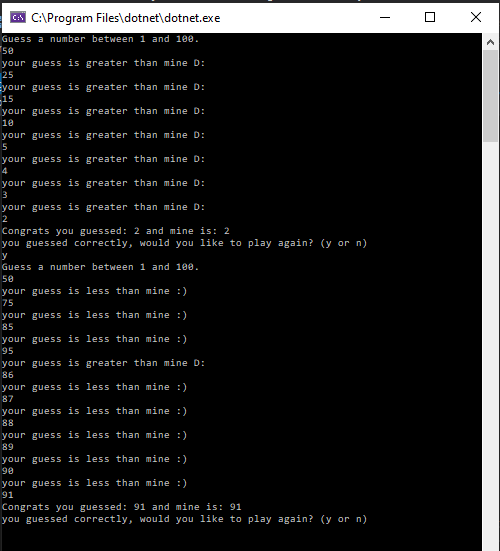 C:\Program Files\dotnet\dotnet.exe
Guess a number between 1 and 100.
50
your guess is greater than mine D:
25
your guess is greater than mine D:
15
your guess is greater than mine D:
10
your guess is greater than mine D:
5
your guess is greater than mine D:
4
your guess is greater than mine D:
3
your guess is greater than mine D:
2
Congrats you guessed: 2 and mine is: 2
you guessed correctly, would you like to play again? (y or n)
y
Guess a number between 1 and 100.
50
your guess is less than mine :)
75
your guess is less than mine :)
85
your guess is less than mine :)
95
your guess is greater than mine D:
86
your guess is less than mine :)
87
your guess is less than mine :)
88
your guess is less than mine :)
89
your guess is less than mine :)
90
your guess is less than mine :)
91
Congrats you guessed: 91 and mine is: 91
you guessed correctly, would you like to play again? (y or n)